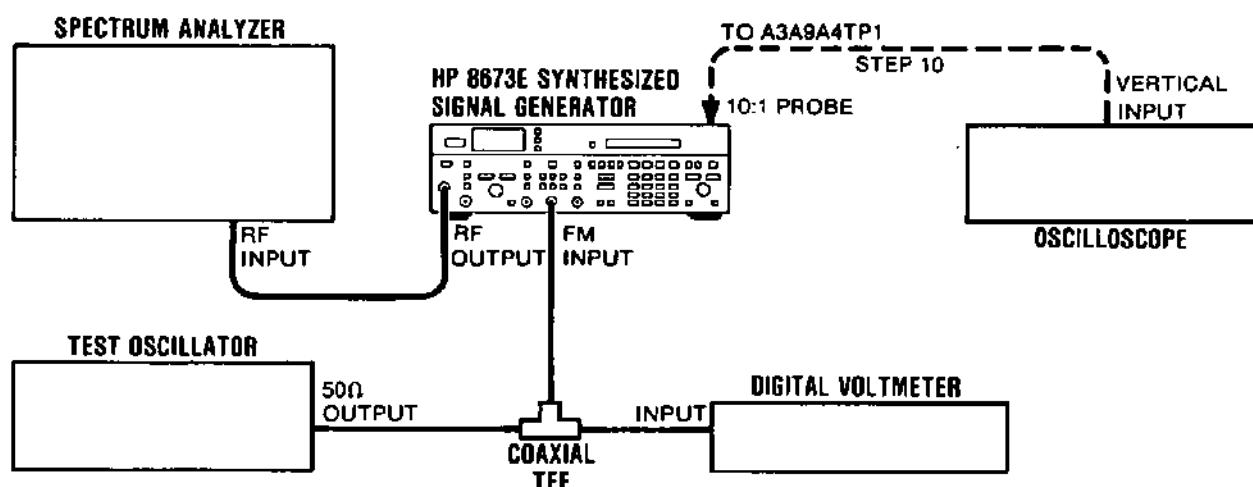 SPECTRUM ANALYZER
HP 8673E SYNTHESIZED
SIGNAL GENERATOR
TO A3A9A4TP1
STEP 10
10:1 PROBE
VERTICAL
INPUT
OSCILLOSCOPE
RF
INPUT
RF
OUTPUT
FM
INPUT
TEST OSCILLATOR
50Ω
OUTPUT
COAXIAL
TEE
INPUT
DIGITAL VOLTMETER